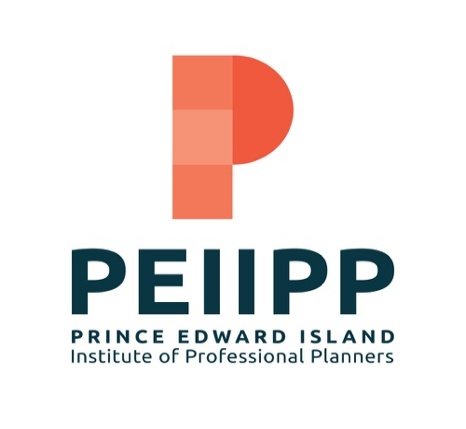 PEIIPP
PRINCE EDWARD ISLAND
Institute of Professional Planners